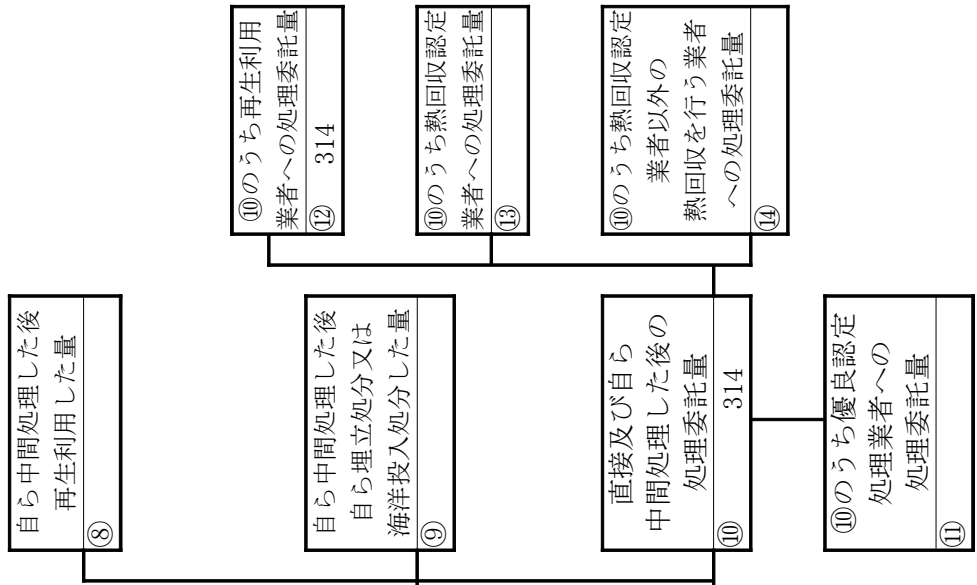 自ら中間処理した後
再生利用した量
⑧
自ら中間処理した後
自ら埋立処分又は
海洋投入処分した量
⑨
直接及び自ら
中間処理した後の
処理委託量
⑩ 314
⑩のうち優良認定
処理業者への
処理委託量
⑪
⑩のうち再生利用
業者への処理委託量
⑫ 314
⑩のうち熱回収認定
業者への処理委託量
⑬
⑩のうち熱回収認定
業者以外の
熱回収を行う業者
への処理委託量
⑭